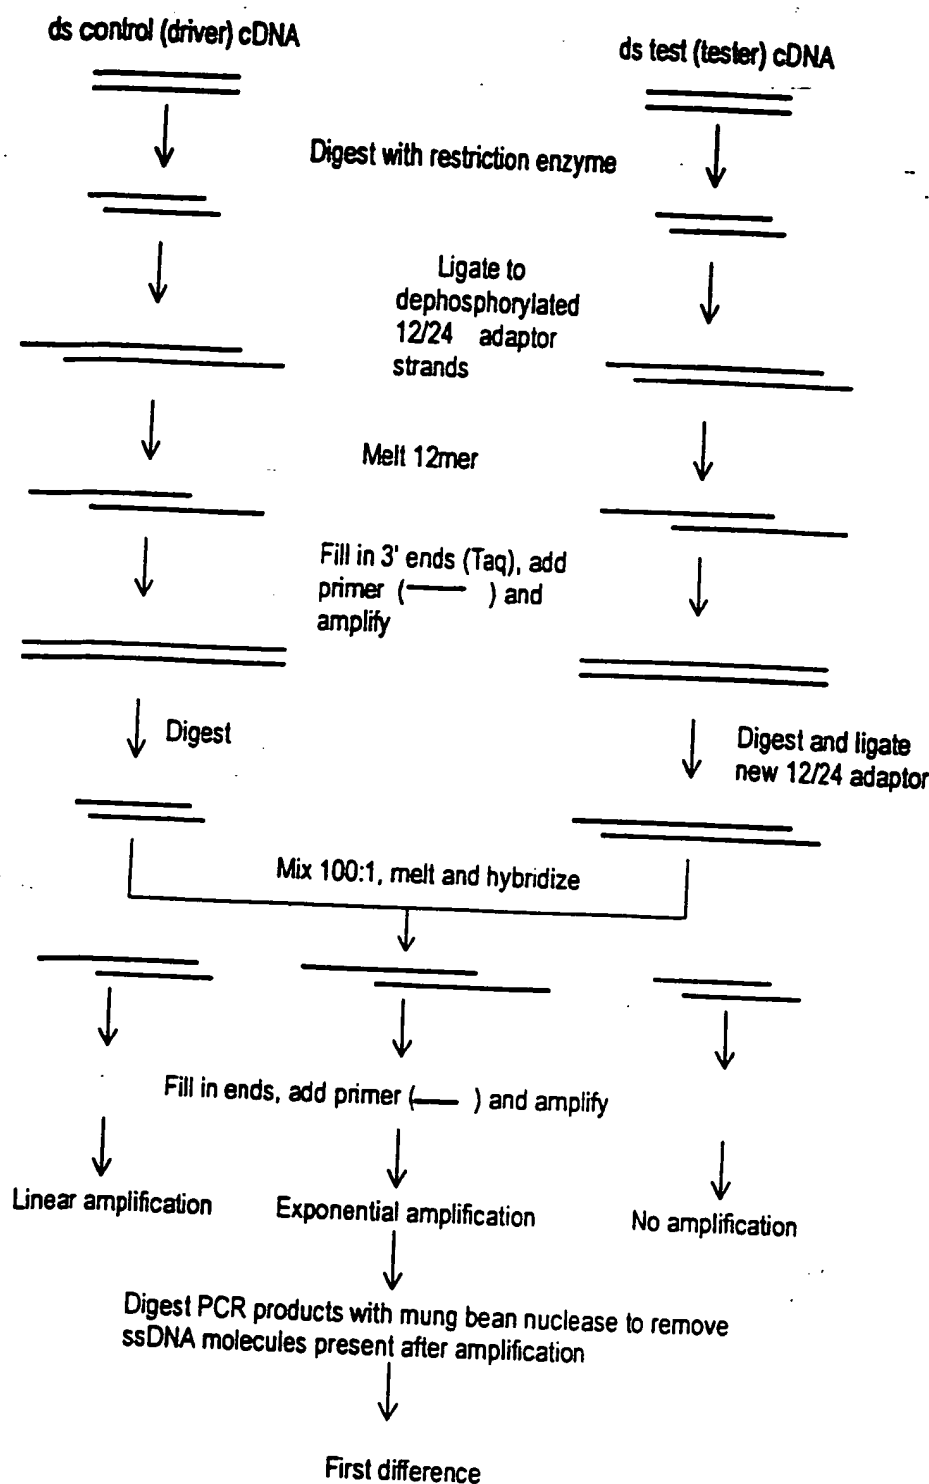 ds control (driver) cDNA
ds test (tester) cDNA
Digest with restriction enzyme
Ligate to
dephosphorylated
12/24 adaptor
strands
Melt 12mer
Fill in 3' ends (Taq), add
primer (—— ) and
amplify
Digest
Digest and ligate
new 12/24 adaptor
Mix 100:1, melt and hybridize
Fill in ends, add primer (—— ) and amplify
Linear amplification
Exponential amplification
No amplification
Digest PCR products with mung bean nuclease to remove
ssDNA molecules present after amplification
First difference